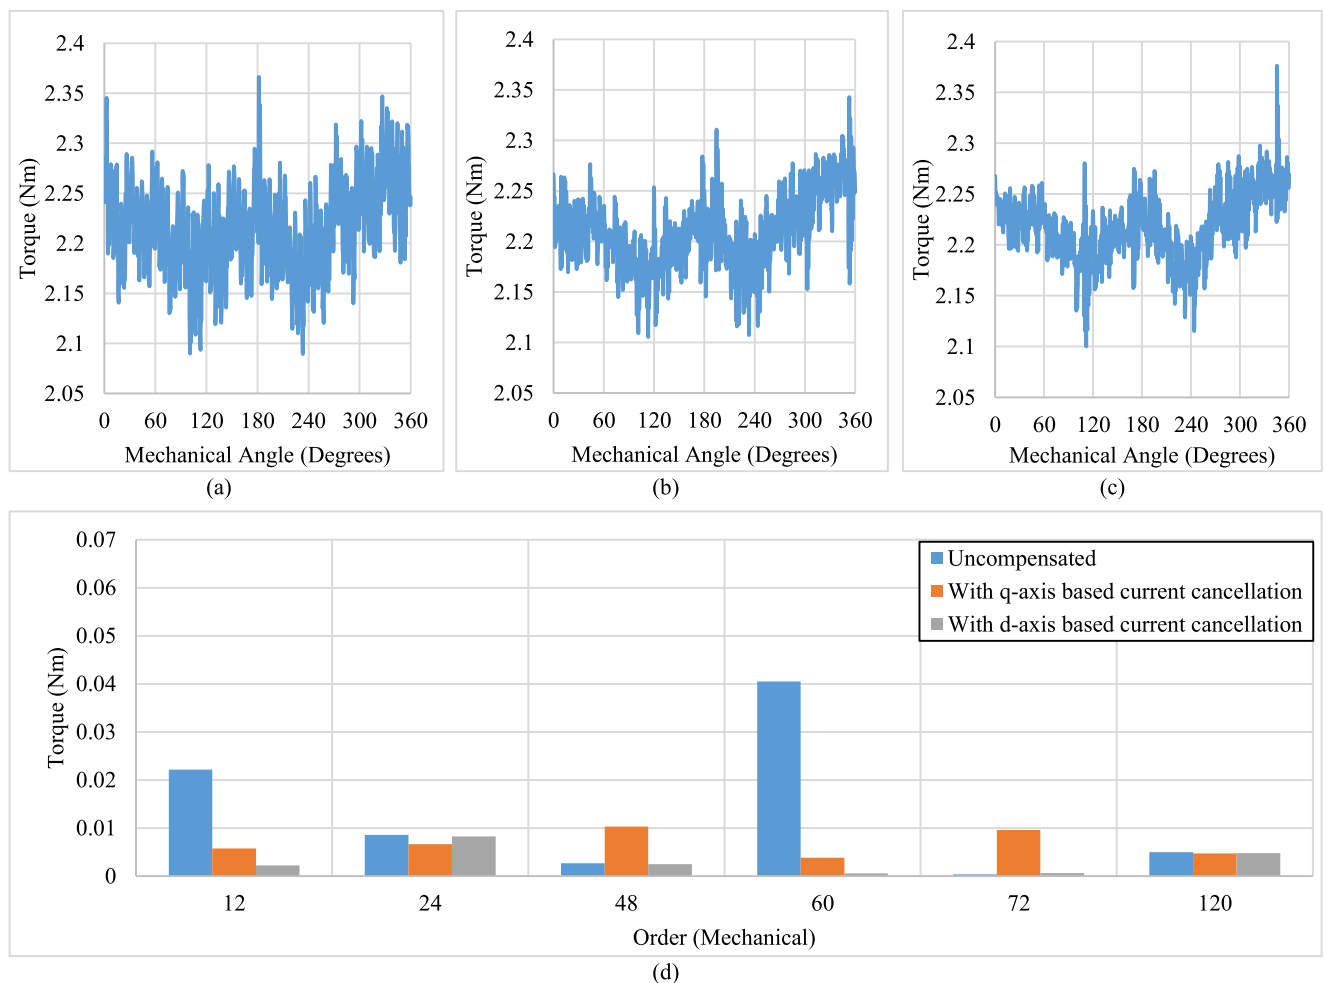 2.4
2.35
2.3
2.25
2.2
2.15
2.1
2.05
Torque (Nm)
0 60 120 180 240 300 360
Mechanical Angle (Degrees)
(a)
2.4
2.35
2.3
2.25
2.2
2.15
2.1
2.05
Torque (Nm)
0 60 120 180 240 300 360
Mechanical Angle (Degrees)
(b)
2.4
2.35
2.3
2.25
2.2
2.15
2.1
2.05
Torque (Nm)
0 60 120 180 240 300 360
Mechanical Angle (Degrees)
(c)
0.07
0.06
0.05
0.04
0.03
0.02
0.01
0
Torque (Nm)
Uncompensated
With q-axis based current cancellation
With d-axis based current cancellation
12 24 48 60 72 120
Order (Mechanical)
(d)